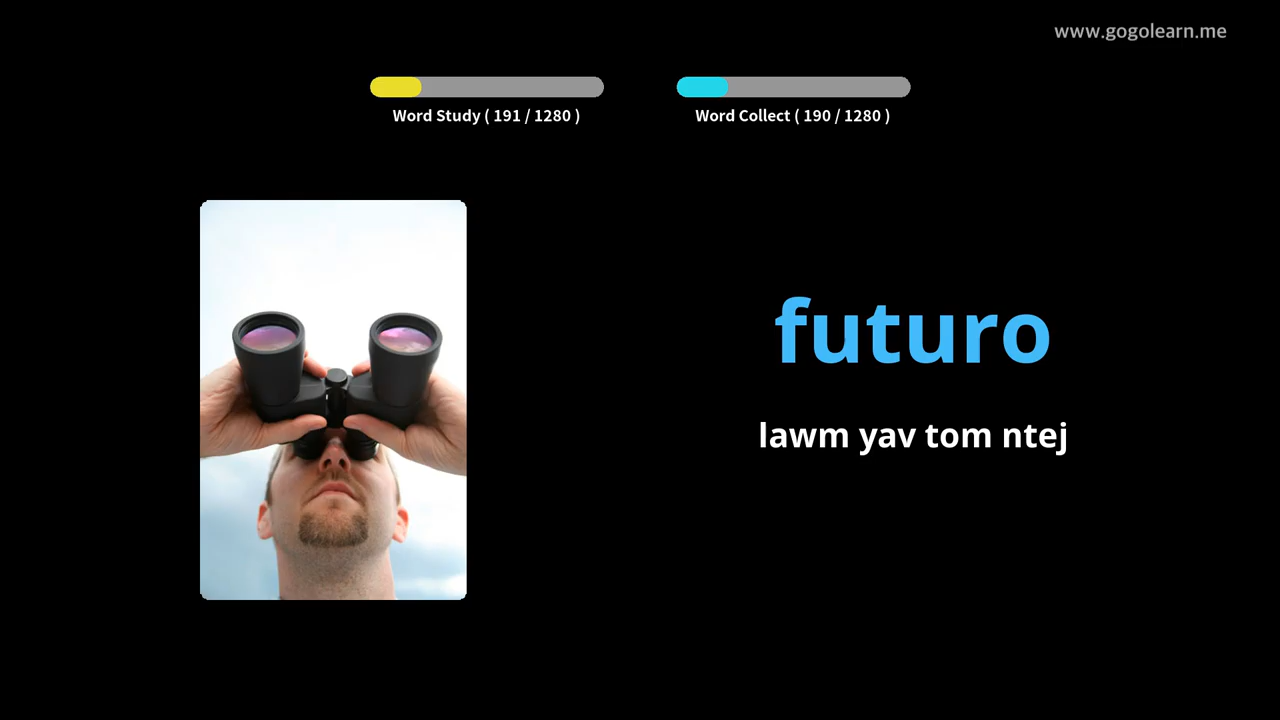 www.gogolearn.me
Word Study ( 191 / 1280 )
Word Collect ( 190 / 1280 )
futuro
lawm yav tom ntej